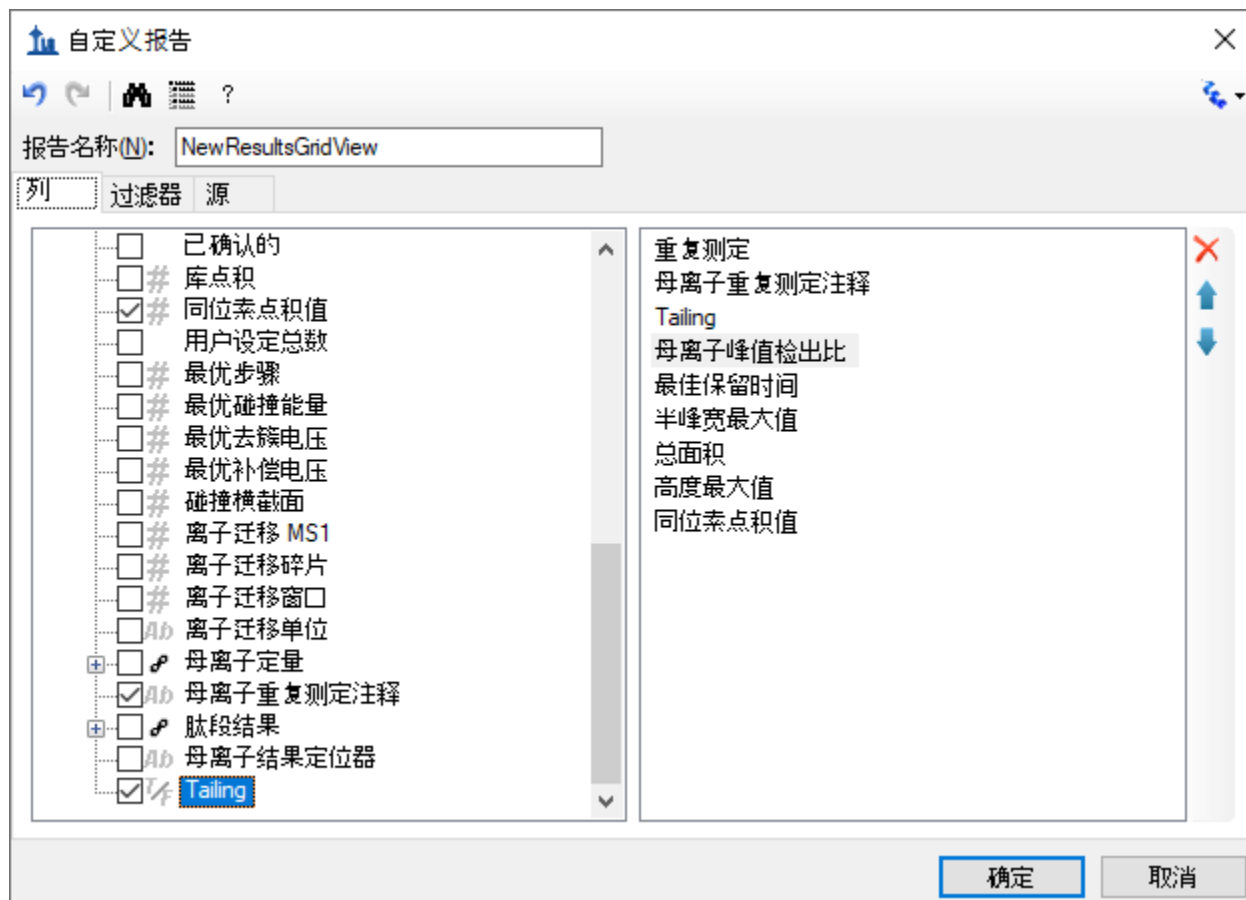 自定义报告
?
报告名称(N): NewResultsGridView
列 过滤器 源
已确认的
# 库点积
# 同位素点积值
用户设定总数
# 最优步骤
# 最优碰撞能量
# 最优去簇电压
# 最优补偿电压
# 碰撞横截面
# 离子迁移 MS1
# 离子迁移碎片
# 离子迁移窗口
Ab 离子迁移单位
母离子定量
Ab 母离子重复测定注释
肽段结果
Ab 母离子结果定位器
T/F Tailing
重复测定
母离子重复测定注释
Tailing
母离子峰值检出比
最佳保留时间
半峰宽最大值
总面积
高度最大值
同位素点积值
确定 取消